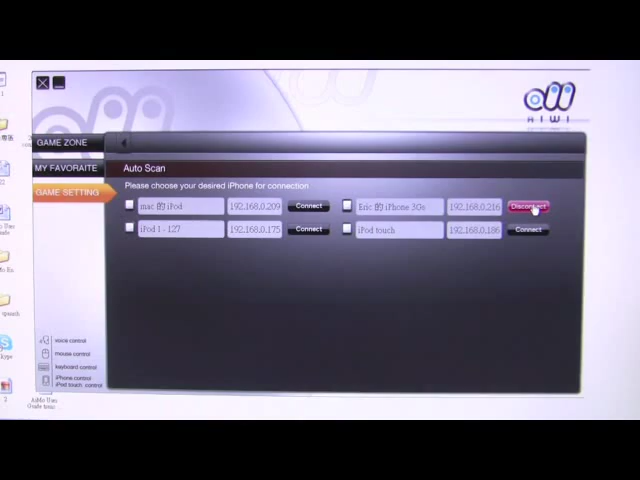 AIWI
GAME ZONE
MY FAVORAITE
GAME SETTING
Auto Scan
Please choose your desired iPhone for connection
mac 的 iPod 192.168.0.209 Connect
Eric 的 iPhone 3Gs 192.168.0.216 Disconnect
iPod 1 - 127 192.168.0.175 Connect
iPod touch 192.168.0.186 Connect
voice control
mouse control
keyboard control
iPhone control
iPod touch control